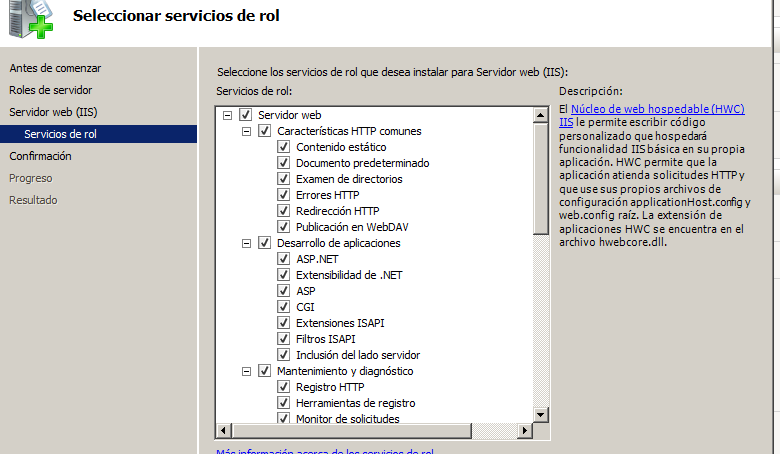 Seleccionar servicios de rol
Antes de comenzar
Roles de servidor
Servidor web (IIS)
Servicios de rol
Confirmación
Progreso
Resultado
Seleccione los servicios de rol que desea instalar para Servidor web (IIS):
Servicios de rol:
Servidor web
Características HTTP comunes
Contenido estático
Documento predeterminado
Examen de directorios
Errores HTTP
Redirección HTTP
Publicación en WebDAV
Desarrollo de aplicaciones
ASP.NET
Extensibilidad de .NET
ASP
CGI
Extensiones ISAPI
Filtros ISAPI
Inclusión del lado servidor
Mantenimiento y diagnóstico
Registro HTTP
Herramientas de registro
Monitor de solicitudes
Más información acerca de los servicios de rol
Descripción:
El Núcleo de web hospedable (HWC)
IIS le permite escribir código
personalizado que hospedará
funcionalidad IIS básica en su propia
aplicación. HWC permite que la
aplicación atienda solicitudes HTTP y
que use sus propios archivos de
configuración applicationHost.config y
web.config raíz. La extensión de
aplicaciones HWC se encuentra en el
archivo hwebcore.dll.